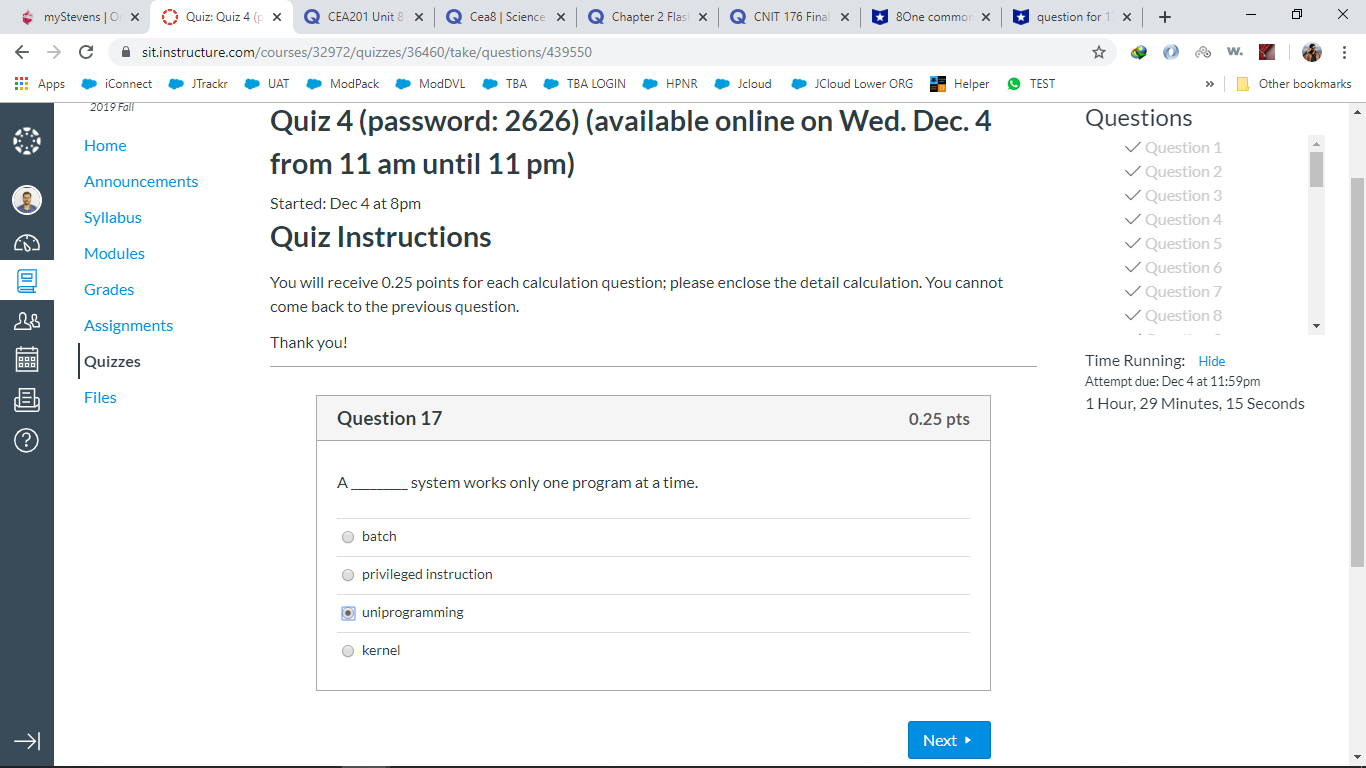 myStevens | O
Quiz: Quiz 4 (p
CEA201 Unit 8
Cea8 | Science
Chapter 2 Flas
CNIT 176 Final
8One common
question for 17
sit.instructure.com/courses/32972/quizzes/36460/take/questions/439550
Apps
iConnect
JTrackr
UAT
ModPack
ModDVL
TBA
TBA LOGIN
HPNR
Jcloud
JCloud Lower ORG
Helper
TEST
»
Other bookmarks
2019 Fall
Home
Announcements
Syllabus
Modules
Grades
Assignments
Quizzes
Files
Quiz 4 (password: 2626) (available online on Wed. Dec. 4
from 11 am until 11 pm)
Started: Dec 4 at 8pm
Quiz Instructions
You will receive 0.25 points for each calculation question; please enclose the detail calculation. You cannot
come back to the previous question.
Thank you!
Question 17
0.25 pts
A _________ system works only one program at a time.
batch
privileged instruction
uniprogramming
kernel
Next
Questions
Question 1
Question 2
Question 3
Question 4
Question 5
Question 6
Question 7
Question 8
Time Running: Hide
Attempt due: Dec 4 at 11:59pm
1 Hour, 29 Minutes, 15 Seconds